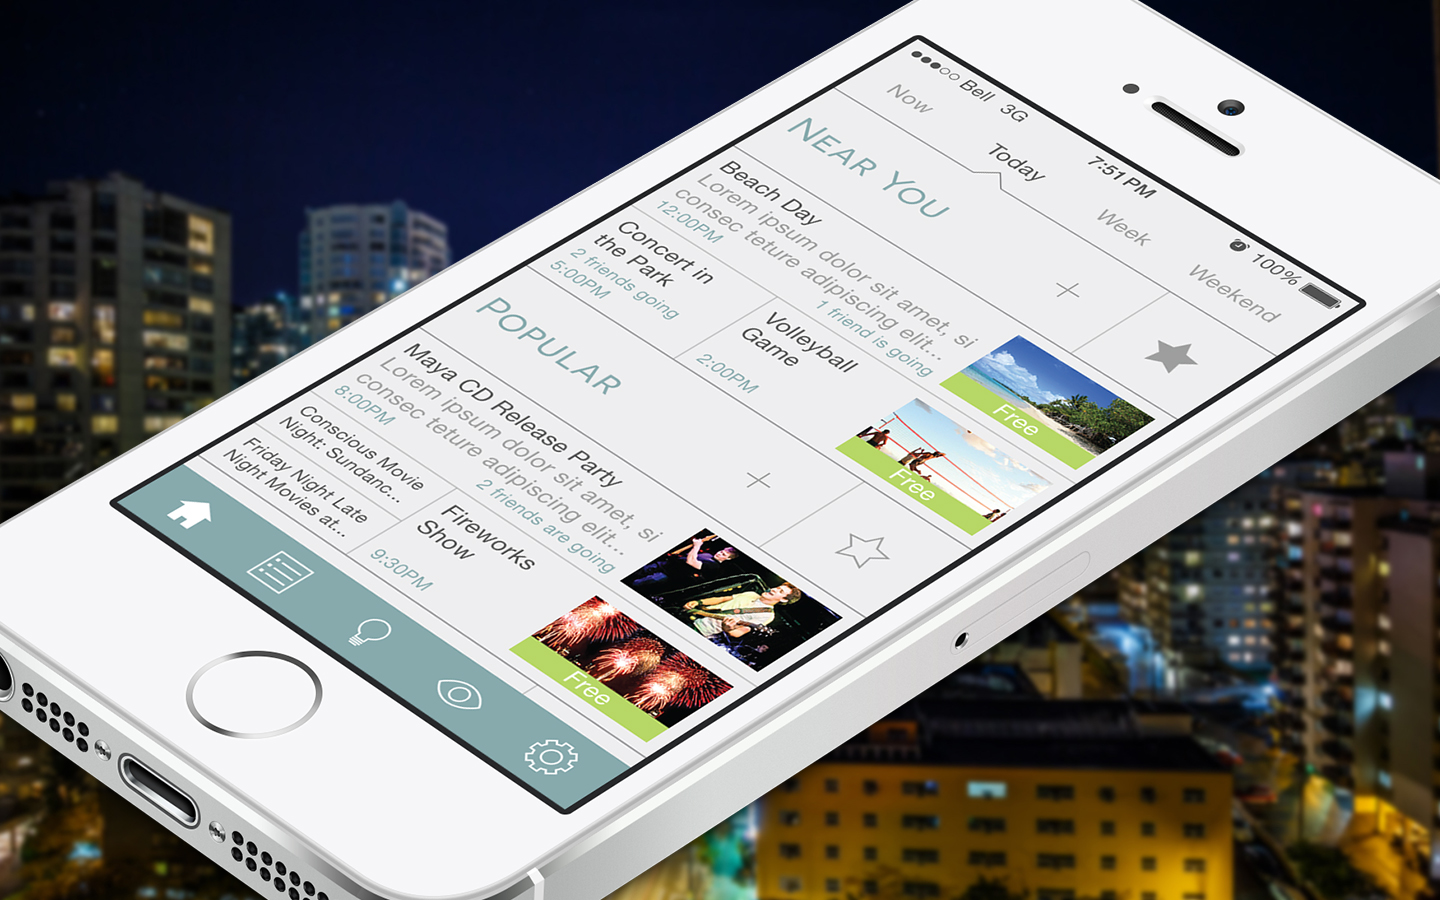 Bell 3G 7:51 PM 100%
Now Today Week Weekend
NEAR YOU
Beach Day
Lorem ipsum dolor sit amet, si
consec teture adipiscing elit...
12:00PM 1 friend is going
Free
Concert in
the Park
2 friends going
5:00PM
Volleyball
Game
2:00PM
Free
POPULAR
Maya CD Release Party
Lorem ipsum dolor sit amet, si
consec teture adipiscing elit...
8:00PM 2 friends are going
Conscious Movie
Night: Sundanc...
Friday Night Late
Night Movies at...
Fireworks
Show
9:30PM
Free